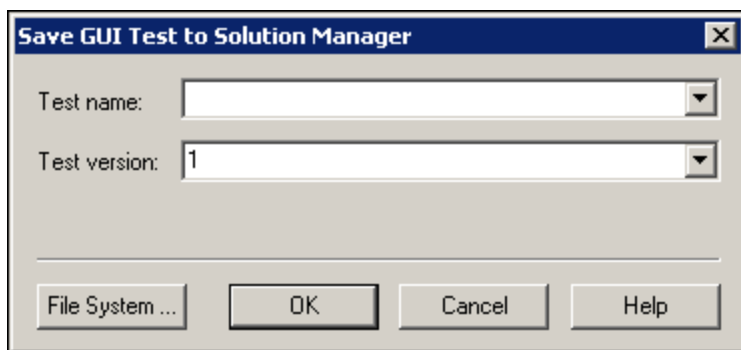 Save GUI Test to Solution Manager
Test name:
Test version: 1
File System ... OK Cancel Help